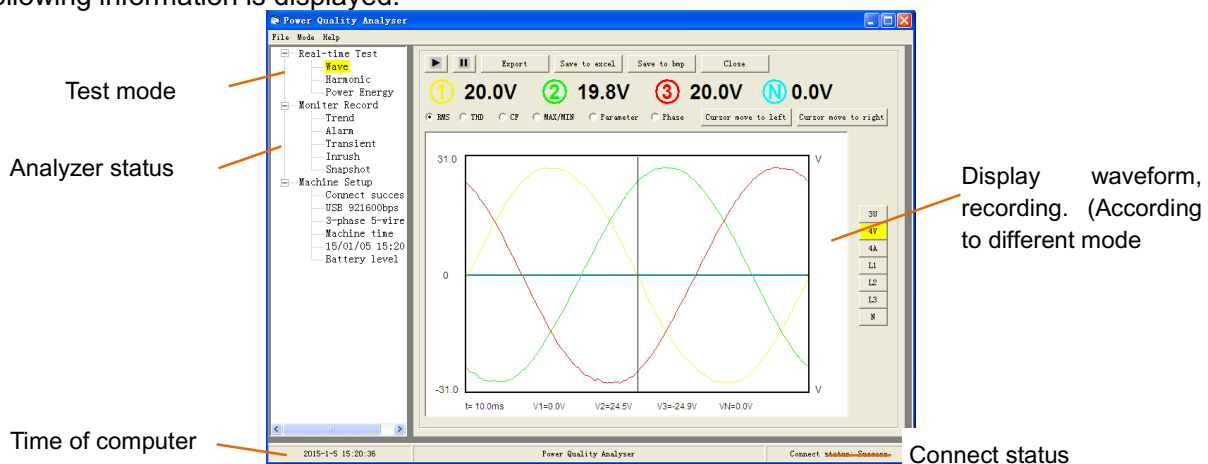 ollowing information is displayed.
Power Quality Analyser
File Mode Help
Real-time Test
Wave
Harmonic
Power Energy
Moniter Record
Trend
Alarm
Transient
Inrush
Snapshot
Machine Setup
Connect succes
USB 921600bps
3-phase 5-wire
Machine time
15/01/05 15:20
Battery level
Export Save to excel Save to bmp Close
1 20.0V 2 19.8V 3 20.0V N 0.0V
RMS THD CF MAX/MIN Parameter Phase Cursor move to left Cursor move to right
31.0 V
0
-31.0 V
t= 10.0ms V1=0.0V V2=24.5V V3=-24.9V VN=0.0V
3U
4V
4A
L1
L2
L3
N
2015-1-5 15:20:36 Power Quality Analyser Connect status: Success
Test mode
Analyzer status
Time of computer
Display waveform,
recording. (According
to different mode
Connect status